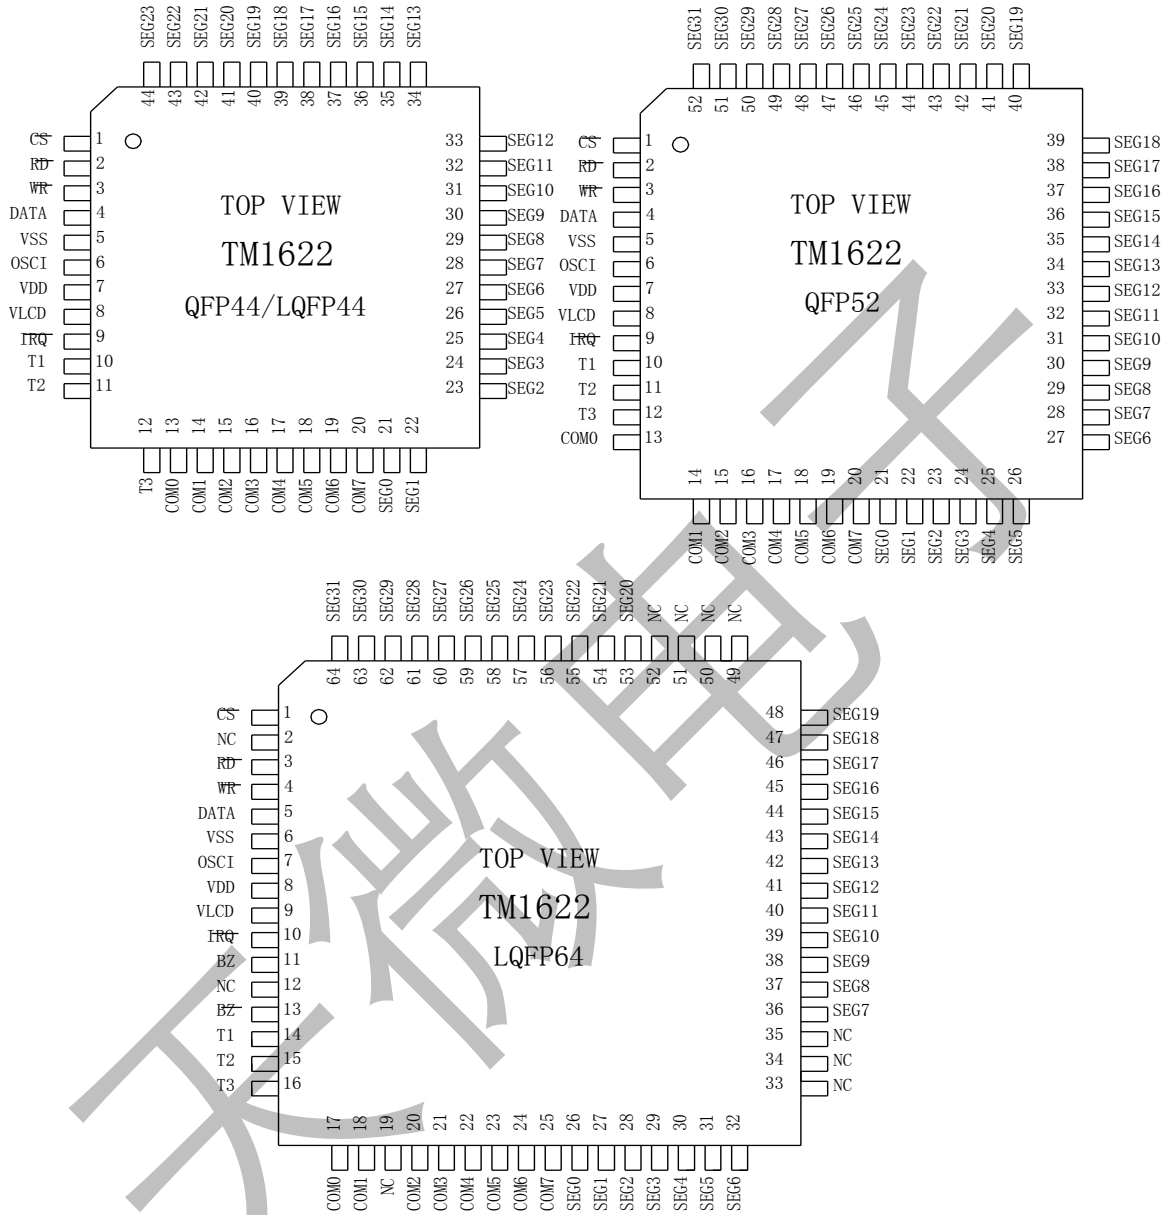 SEG23 SEG22 SEG21 SEG20 SEG19 SEG18 SEG17 SEG16 SEG15 SEG14 SEG13
44 43 42 41 40 39 38 37 36 35 34
CS 1 33 SEG12
RD 2 32 SEG11
WR 3 31 SEG10
DATA 4 30 SEG9
VSS 5 29 SEG8
OSCI 6 28 SEG7
VDD 7 27 SEG6
VLCD 8 26 SEG5
IRQ 9 25 SEG4
T1 10 24 SEG3
T2 11 23 SEG2
TOP VIEW
TM1622
QFP44/LQFP44
12 13 14 15 16 17 18 19 20 21 22
T3 COM0 COM1 COM2 COM3 COM4 COM5 COM6 COM7 SEG0 SEG1
SEG31 SEG30 SEG29 SEG28 SEG27 SEG26 SEG25 SEG24 SEG23 SEG22 SEG21 SEG20 SEG19
52 51 50 49 48 47 46 45 44 43 42 41 40
CS 1 39 SEG18
RD 2 38 SEG17
WR 3 37 SEG16
DATA 4 36 SEG15
VSS 5 35 SEG14
OSCI 6 34 SEG13
VDD 7 33 SEG12
VLCD 8 32 SEG11
IRQ 9 31 SEG10
T1 10 30 SEG9
T2 11 29 SEG8
T3 12 28 SEG7
COM0 13 27 SEG6
TOP VIEW
TM1622
QFP52
14 15 16 17 18 19 20 21 22 23 24 25 26
COM1 COM2 COM3 COM4 COM5 COM6 COM7 SEG0 SEG1 SEG2 SEG3 SEG4 SEG5
SEG31 SEG30 SEG29 SEG28 SEG27 SEG26 SEG25 SEG24 SEG23 SEG22 SEG21 SEG20 NC NC NC NC
64 63 62 61 60 59 58 57 56 55 54 53 52 51 50 49
CS 1 48 SEG19
NC 2 47 SEG18
RD 3 46 SEG17
WR 4 45 SEG16
DATA 5 44 SEG15
VSS 6 43 SEG14
OSCI 7 42 SEG13
VDD 8 41 SEG12
VLCD 9 40 SEG11
IRQ 10 39 SEG10
BZ 11 38 SEG9
NC 12 37 SEG8
BZ 13 36 SEG7
T1 14 35 NC
T2 15 34 NC
T3 16 33 NC
TOP VIEW
TM1622
LQFP64
17 18 19 20 21 22 23 24 25 26 27 28 29 30 31 32
COM0 COM1 NC COM2 COM3 COM4 COM5 COM6 COM7 SEG0 SEG1 SEG2 SEG3 SEG4 SEG5 SEG6
天微电子